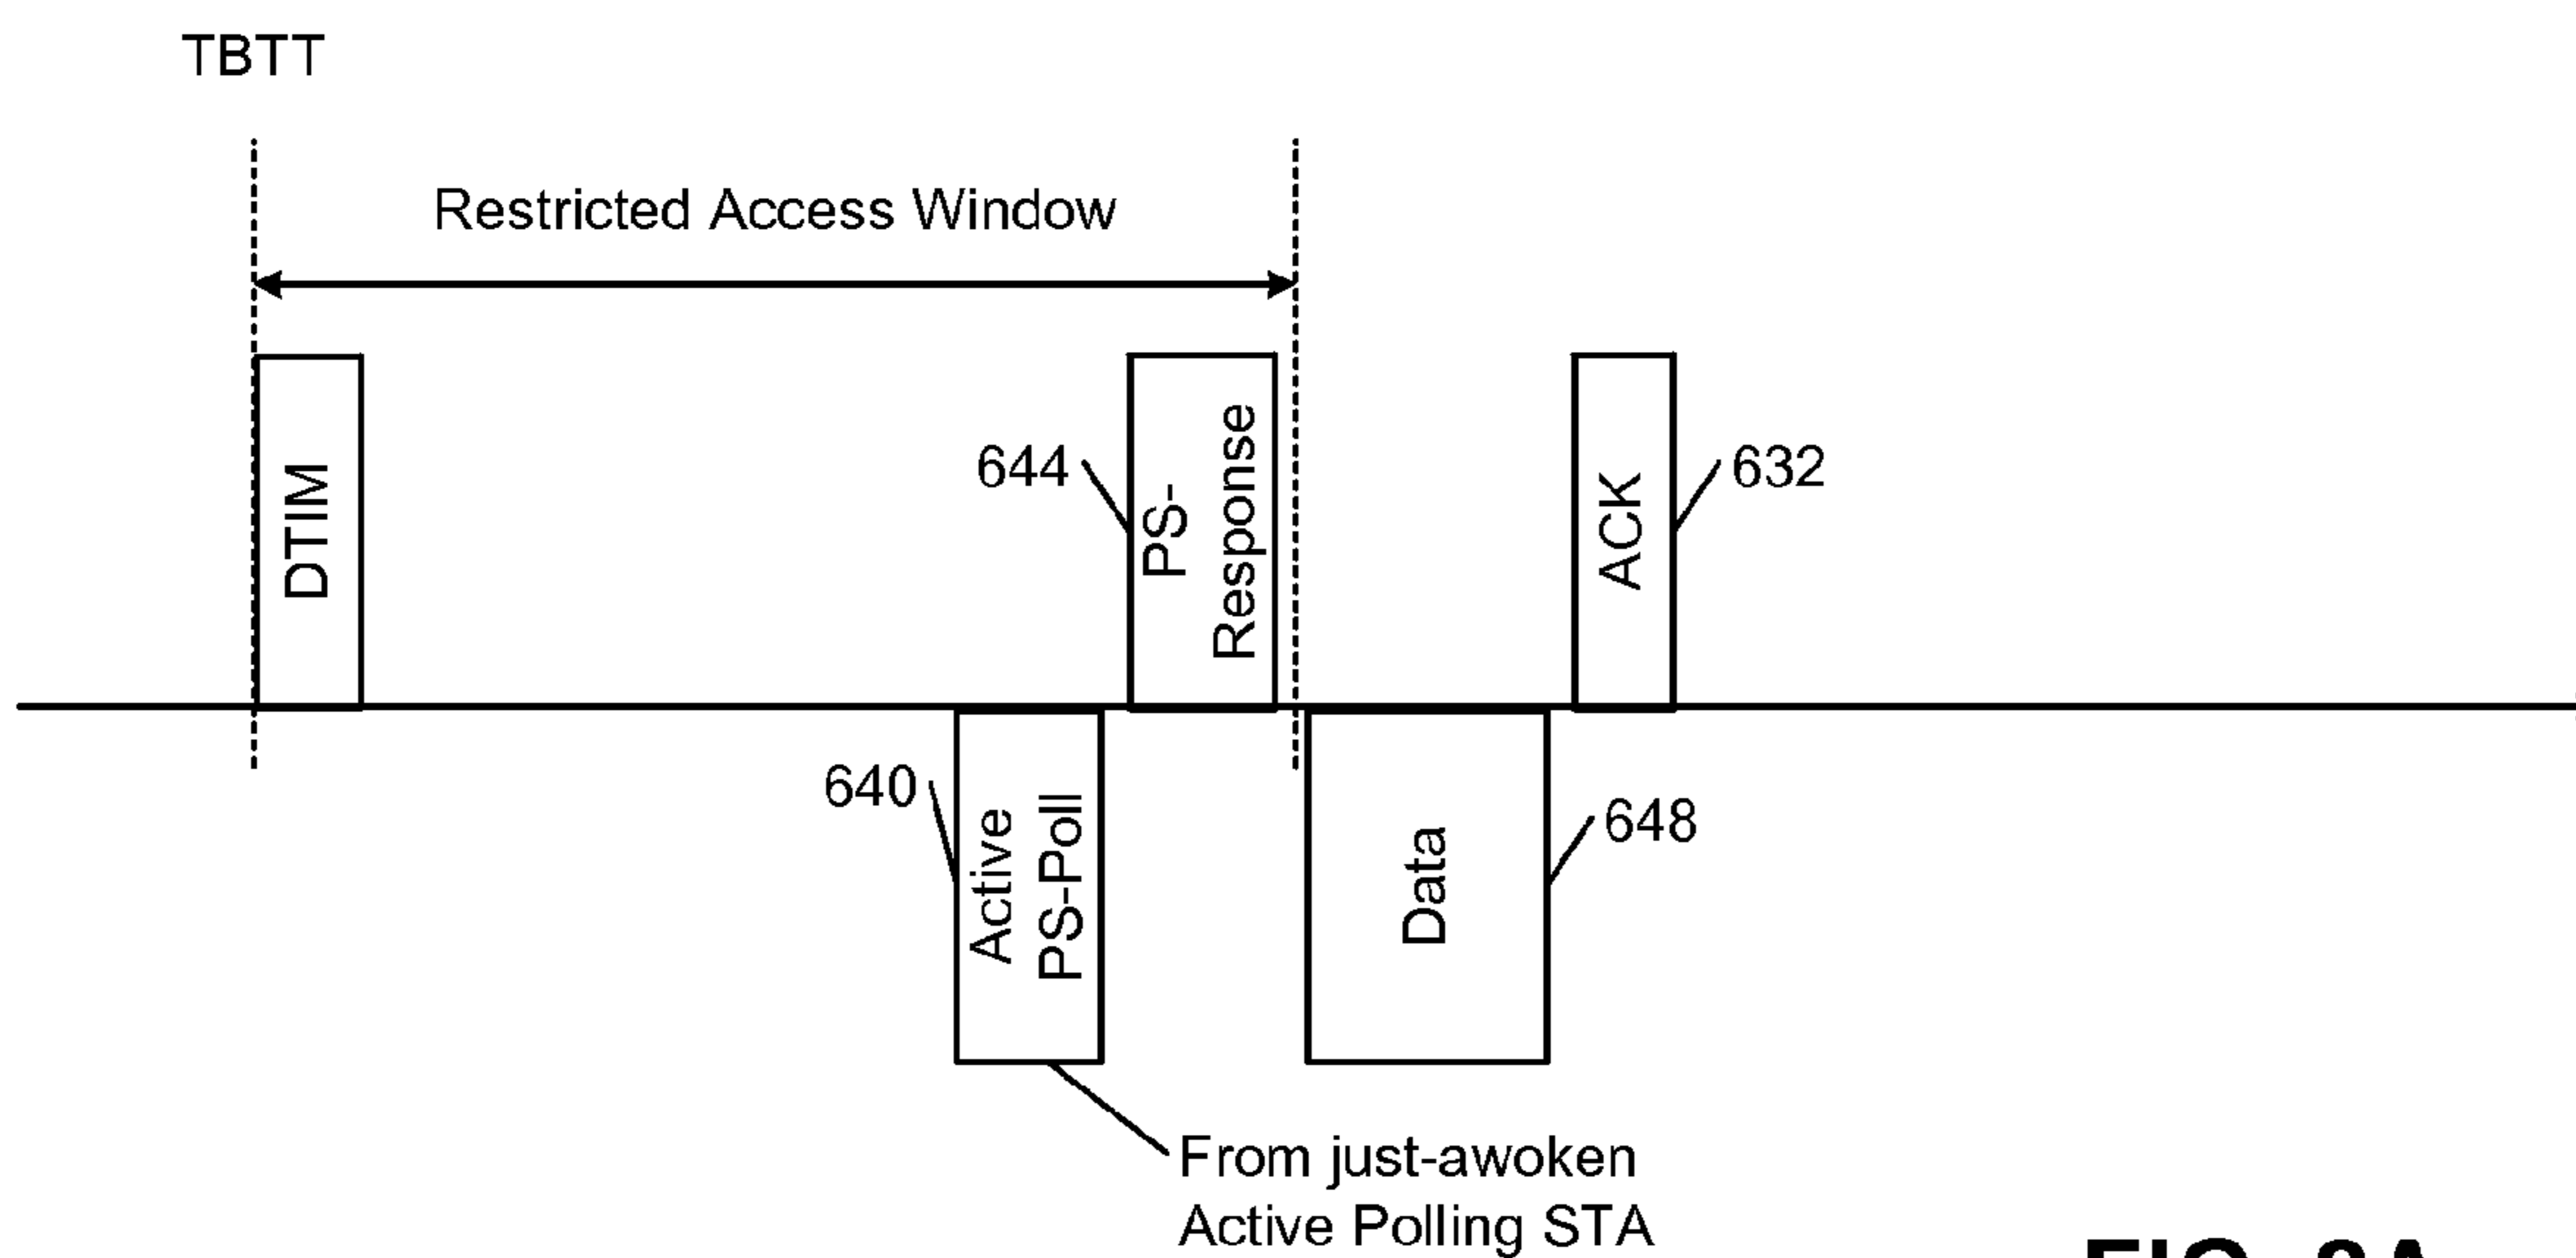 TBTT
Restricted Access Window
DTIM
644
PS-
Response
ACK
632
640
Active
PS-Poll
Data
648
From just-awoken
Active Polling STA